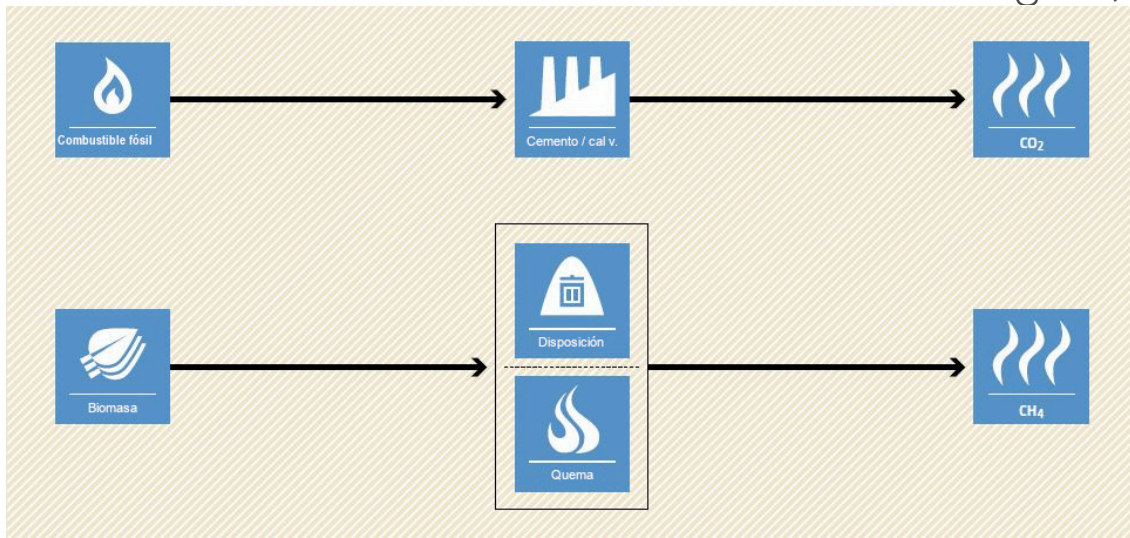 Combustible fósil
Cemento / cal v.
CO₂
Disposición
Biomasa
CH₄
Quema